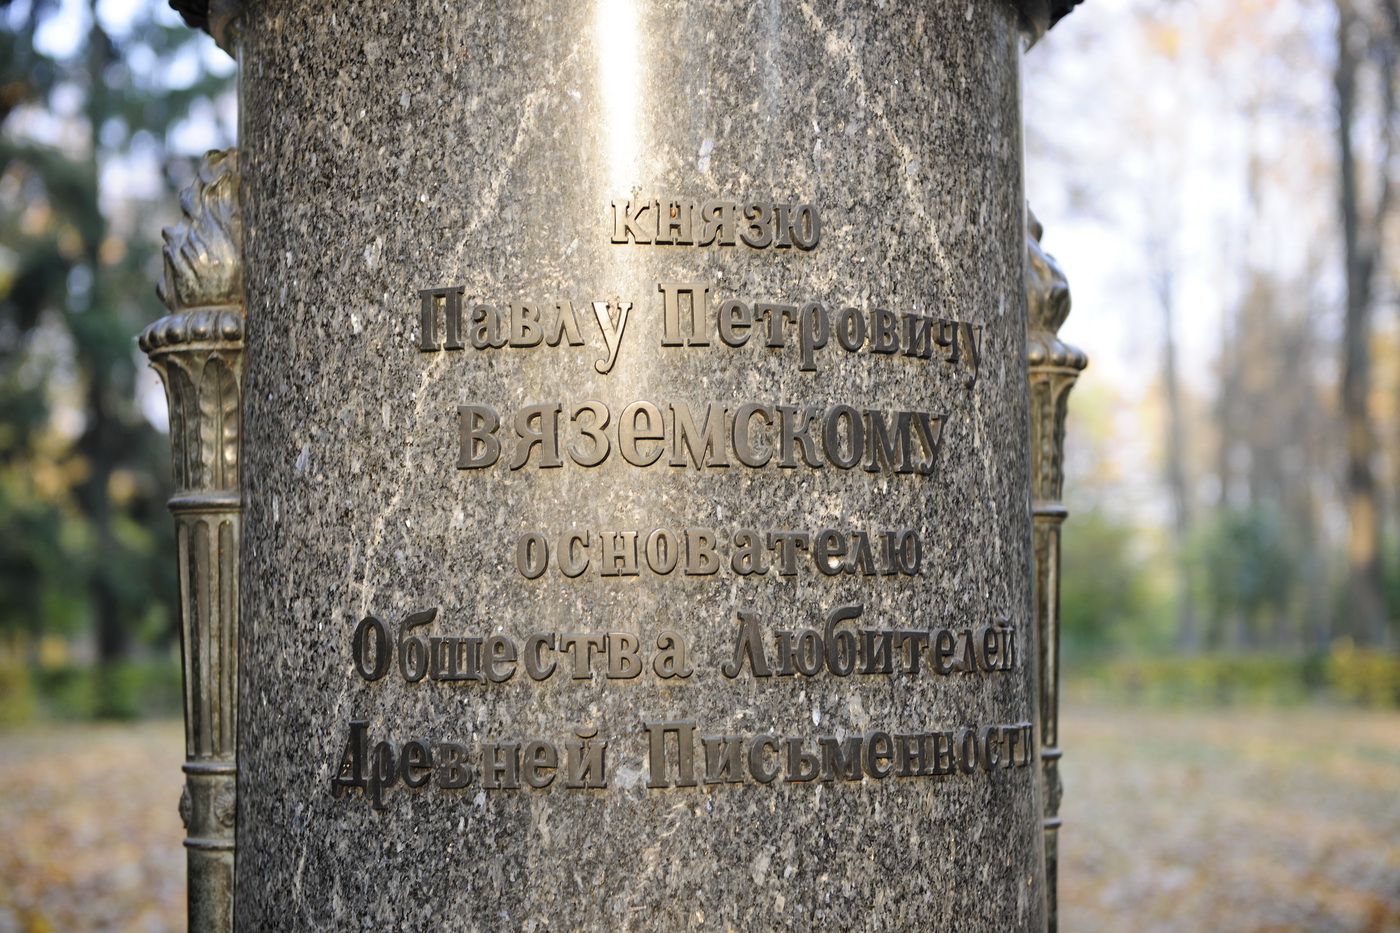 князю
Павлу Петровичу
вяземскому
основателю
Общества Любителей
Древней Письменности